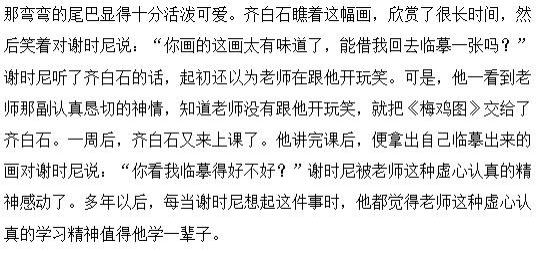 那弯弯的尾巴显得十分活泼可爱。齐白石瞧着这幅画，欣赏了很长时间，然
后笑着对谢时尼说：“你画的这画太有味道了，能借我回去临摹一张吗？”
谢时尼听了齐白石的话，起初还以为老师在跟他开玩笑。可是，他一看到老
师那副认真恳切的神情，知道老师没有跟他开玩笑，就把《梅鸡图》交给了
齐白石。一周后，齐白石又来上课了。他讲完课后，便拿出自己临摹出来的
画对谢时尼说：“你看我临摹得好不好？”谢时尼被老师这种虚心认真的精
神感动了。多年以后，每当谢时尼想起这件事时，他都觉得老师这种虚心认
真的学习精神值得他学一辈子。